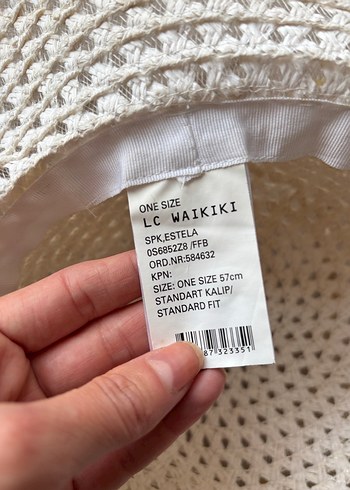 ONE SIZE
LC WAIKIKI
SPK,ESTELA
0S6852Z8 /FFB
ORD.NR:584632
KPN:
SIZE: ONE SIZE 57cm
STANDART KALIP/
STANDARD FIT
87323351